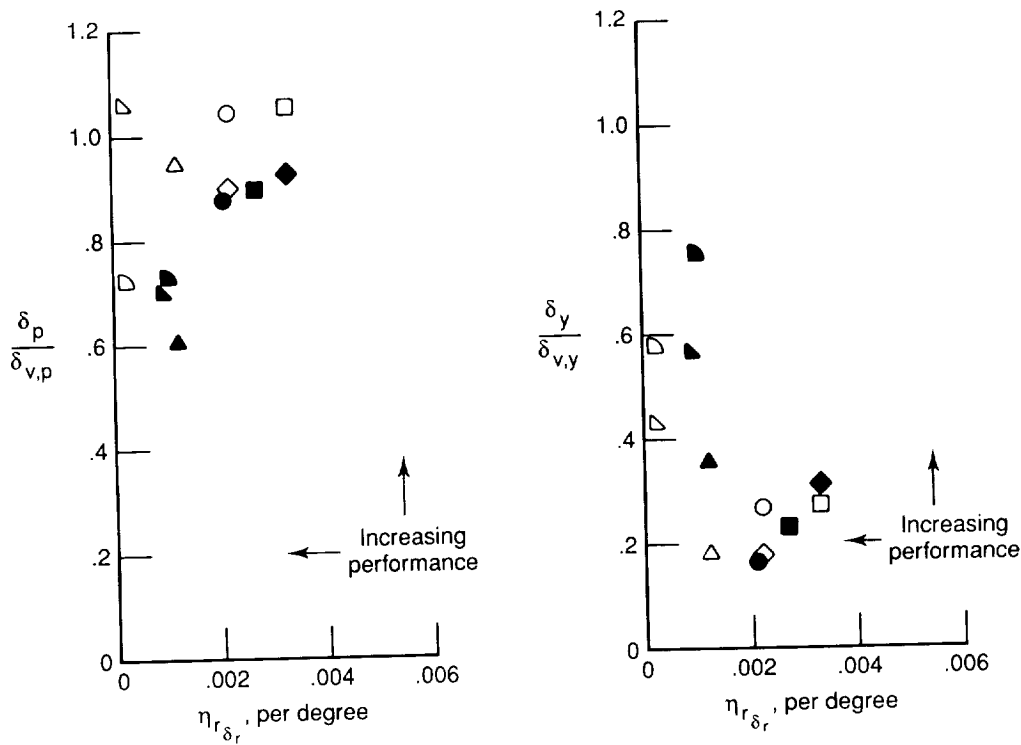 1.2
1.0
.8
.6
.4
.2
0
δp
δv,p
Increasing
performance
0 .002 .004 .006
ηrδr, per degree
1.2
1.0
.8
.6
.4
.2
0
δy
δv,y
Increasing
performance
0 .002 .004 .006
ηrδr, per degree